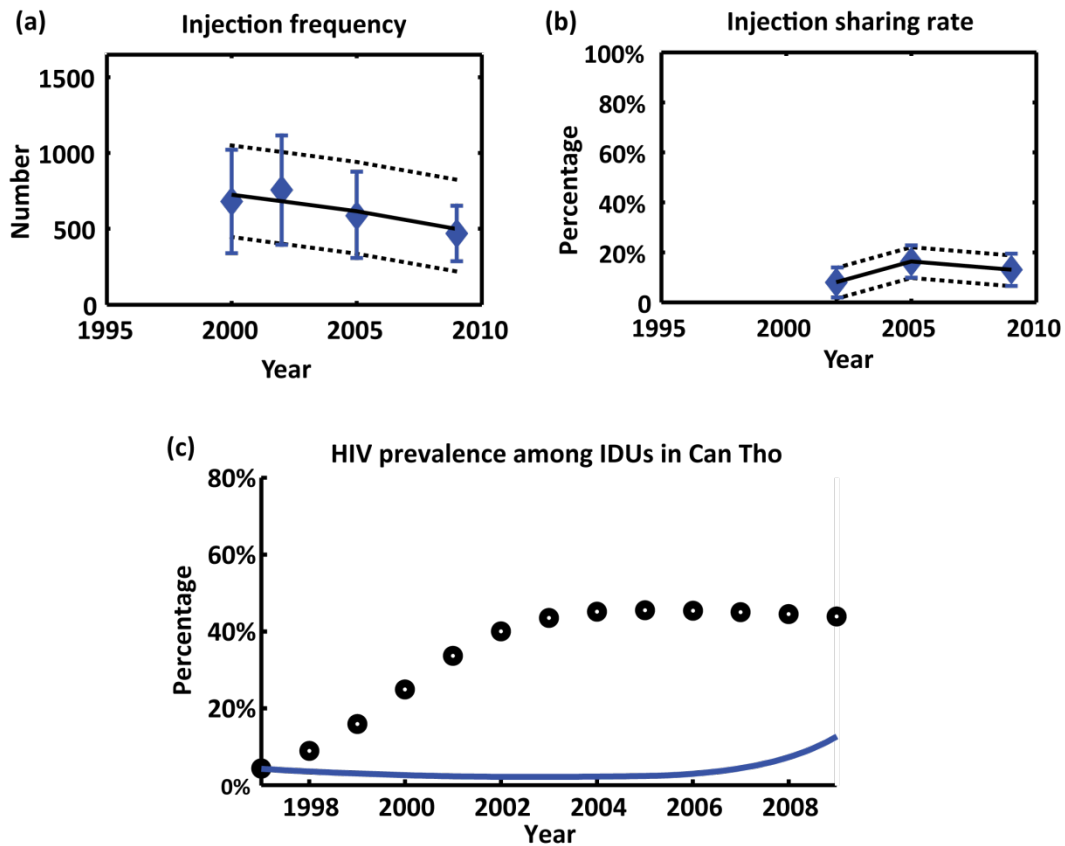 (a) Injection frequency
Number
1500
1000
500
0
1995 2000 2005 2010
Year
(b) Injection sharing rate
Percentage
100%
80%
60%
40%
20%
0
1995 2000 2005 2010
Year
(c) HIV prevalence among IDUs in Can Tho
Percentage
80%
60%
40%
20%
0%
1998 2000 2002 2004 2006 2008
Year